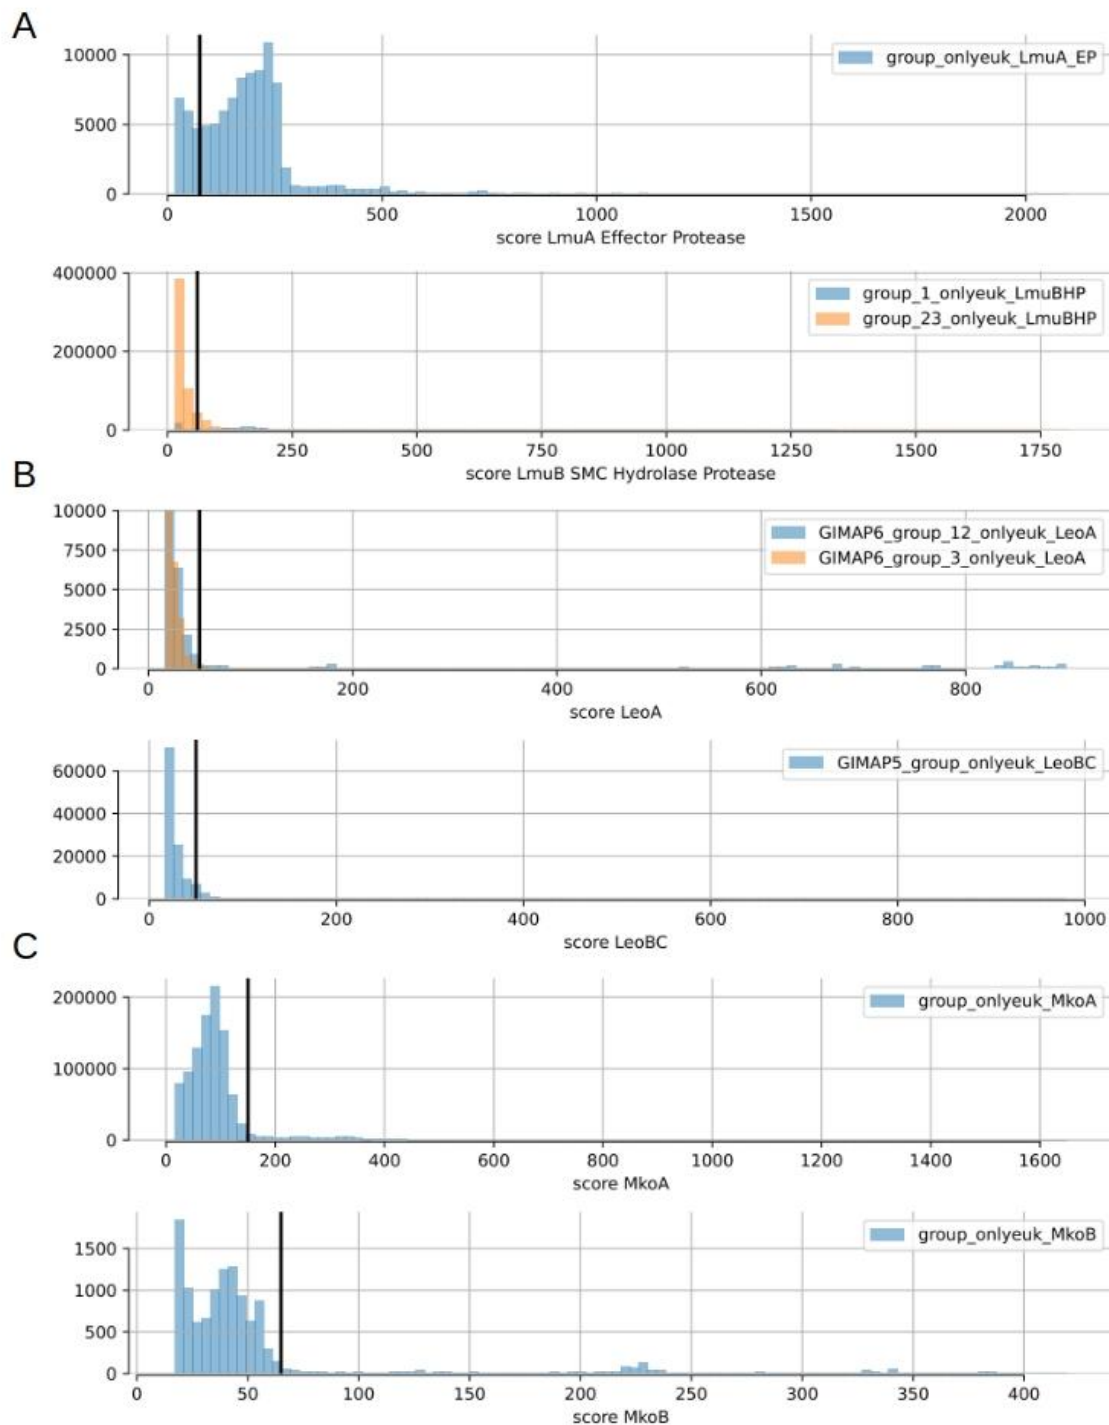 A
10000
5000
0
group_onlyeuk_LmuA_EP
0 500 1000 1500 2000
score LmuA Effector Protease
400000
200000
0
group_1_onlyeuk_LmuBHP
group_23_onlyeuk_LmuBHP
0 250 500 750 1000 1250 1500 1750
score LmuB SMC Hydrolase Protease
B
10000
7500
5000
2500
0
GIMAP6_group_12_onlyeuk_LeoA
GIMAP6_group_3_onlyeuk_LeoA
0 200 400 600 800
score LeoA
60000
40000
20000
0
GIMAP5_group_onlyeuk_LeoBC
0 200 400 600 800 1000
score LeoBC
C
200000
100000
0
group_onlyeuk_MkoA
0 200 400 600 800 1000 1200 1400 1600
score MkoA
1500
1000
500
0
group_onlyeuk_MkoB
0 50 100 150 200 250 300 350 400
score MkoB